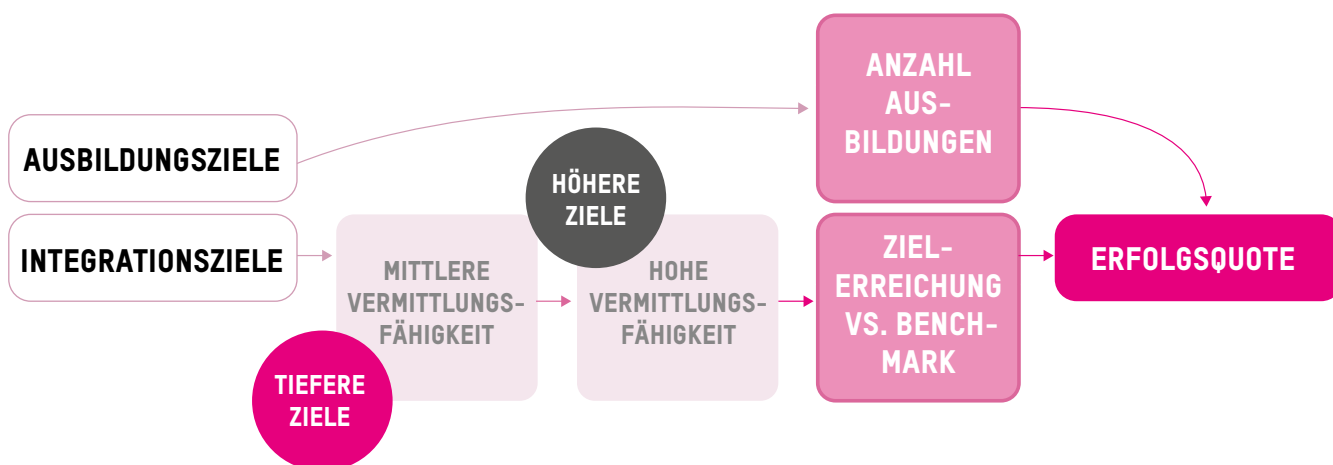 AUSBILDUNGSZIELE
INTEGRATIONSZIELE
MITTLERE
VERMITTLUNGS-
FÄHIGKEIT
TIEFERE
ZIELE
HÖHERE
ZIELE
HOHE
VERMITTLUNGS-
FÄHIGKEIT
ANZAHL
AUS-
BILDUNGEN
ZIEL-
ERREICHUNG
VS. BENCH-
MARK
ERFOLGSQUOTE